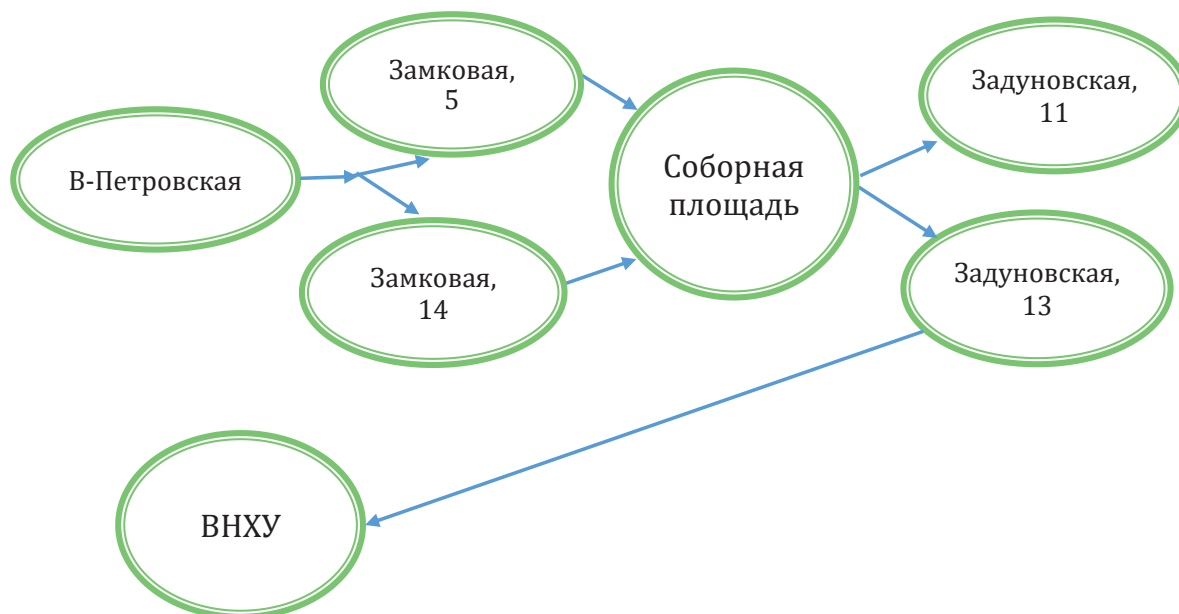 В-Петровская
Замковая,
5
Замковая,
14
Соборная
площадь
Задуновская,
11
Задуновская,
13
ВНХУ